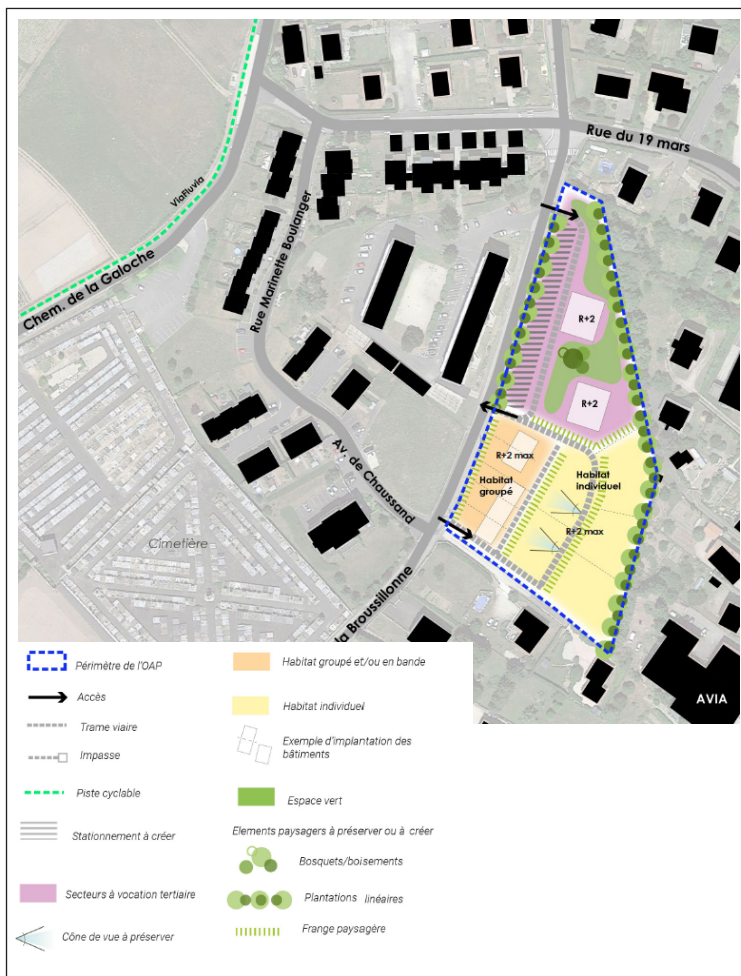 Rue du 19 mars
ViaFluvia
Chem. de la Galoche
Rue Marinette Boulanger
R+2
R+2
R+2 max
Habitat
groupé
Habitat
individuel
R+2 max
Av. de Chaussand
Cimetière
la Broussillonne
AVIA
Périmètre de l'OAP
Accès
Trame viaire
Impasse
Piste cyclable
Stationnement à créer
Secteurs à vocation tertiaire
Cône de vue à préserver
Habitat groupé et/ou en bande
Habitat individuel
Exemple d'implantation des
bâtiments
Espace vert
Elements paysagers à préserver ou à créer
Bosquets/boisements
Plantations linéaires
Frange paysagère